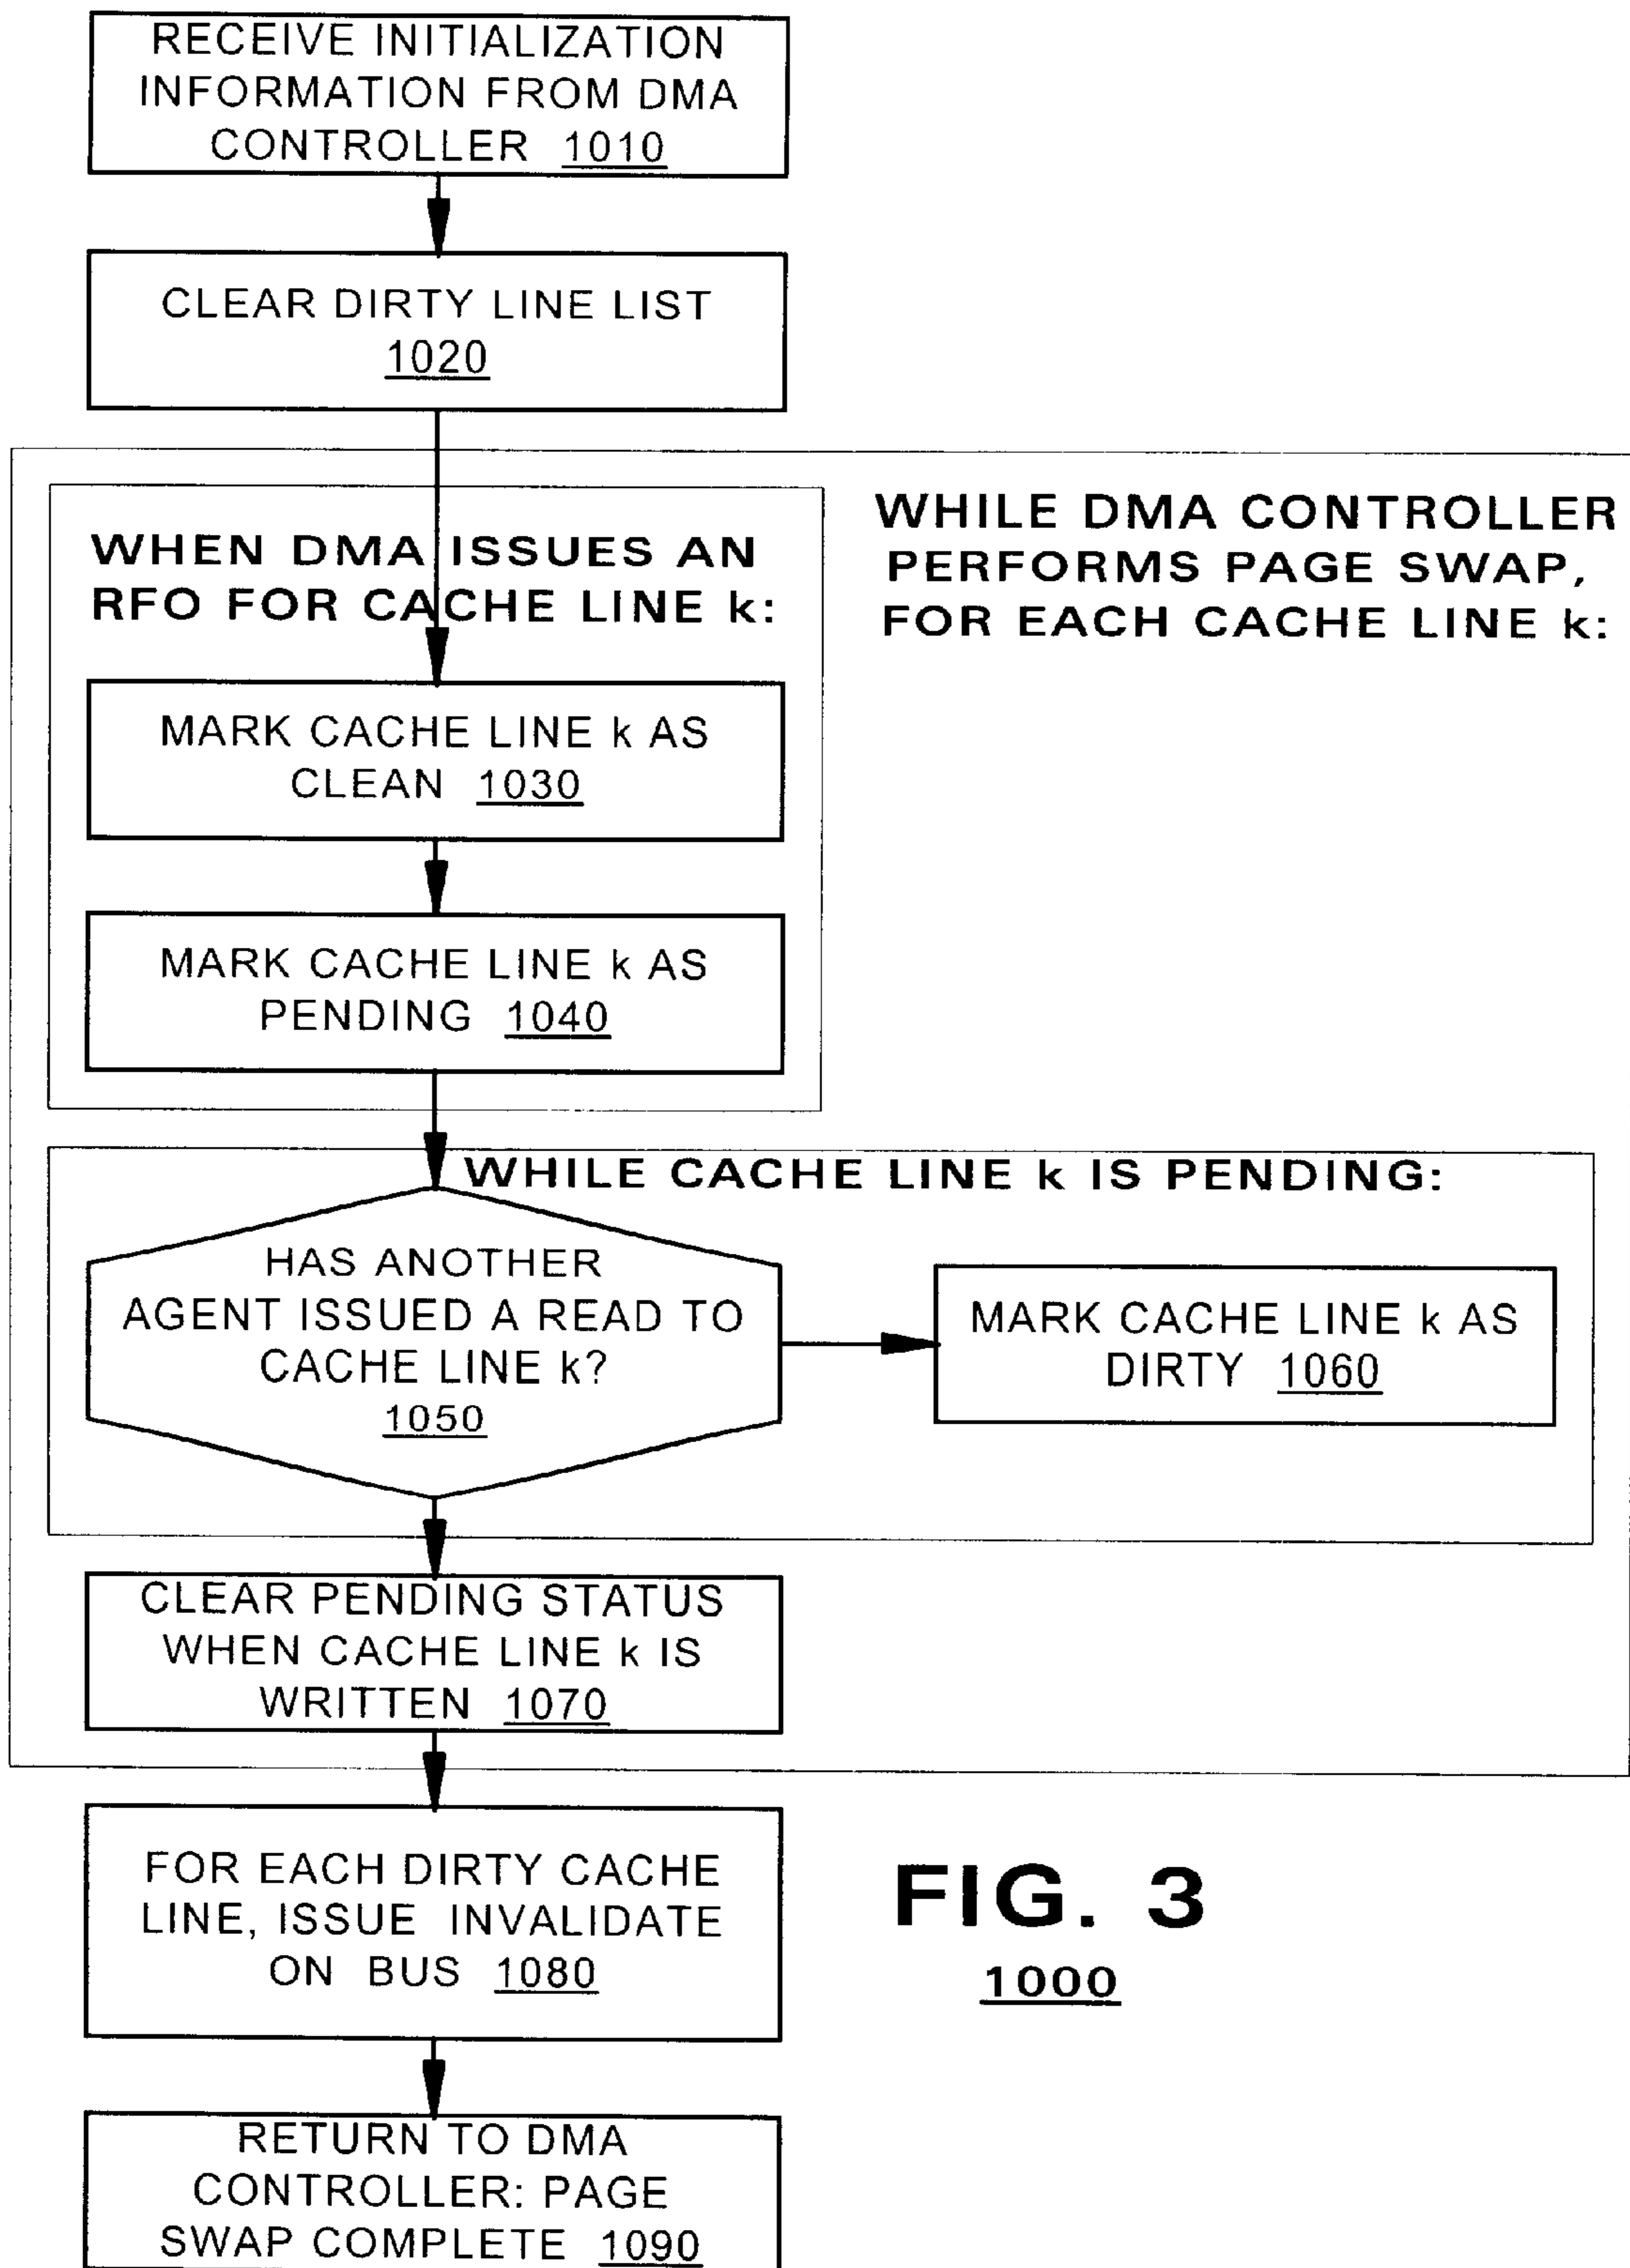 RECEIVE INITIALIZATION
INFORMATION FROM DMA
CONTROLLER 1010
CLEAR DIRTY LINE LIST
1020
WHEN DMA ISSUES AN
RFO FOR CACHE LINE k:
WHILE DMA CONTROLLER
PERFORMS PAGE SWAP,
FOR EACH CACHE LINE k:
MARK CACHE LINE k AS
CLEAN 1030
MARK CACHE LINE k AS
PENDING 1040
WHILE CACHE LINE k IS PENDING:
HAS ANOTHER
AGENT ISSUED A READ TO
CACHE LINE k?
1050
MARK CACHE LINE k AS
DIRTY 1060
CLEAR PENDING STATUS
WHEN CACHE LINE k IS
WRITTEN 1070
FOR EACH DIRTY CACHE
LINE, ISSUE INVALIDATE
ON BUS 1080
FIG. 3
1000
RETURN TO DMA
CONTROLLER: PAGE
SWAP COMPLETE 1090